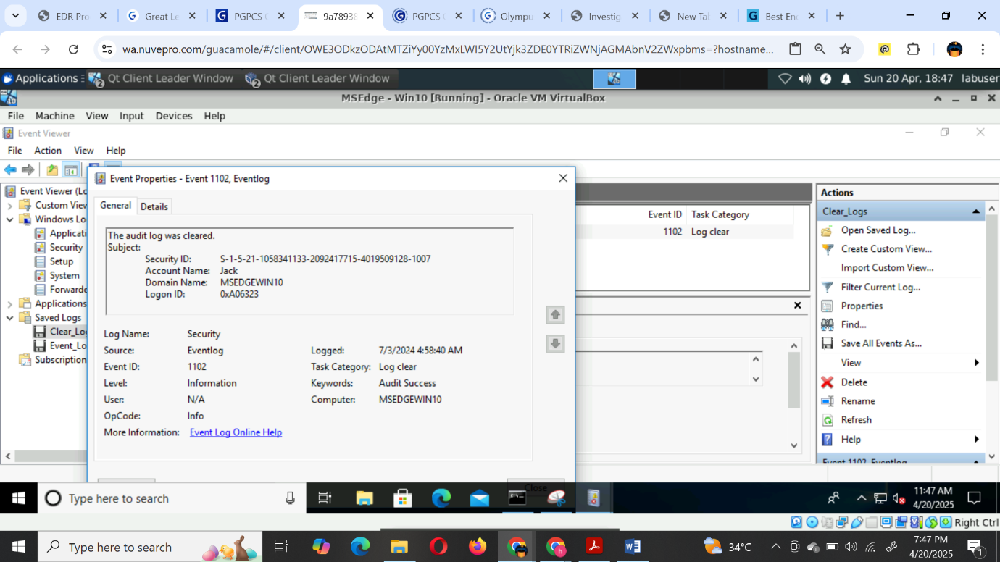 EDR Pro
Great Le
PGPCS C
9a78938
PGPCS C
Olympu
Investig
New Tab
Best End
wa.nuvepro.com/guacamole/#/client/OWE3ODkzODAtMTZiYy00YzMxLWI5Y2UtYjk3ZDE0YTRiZWNjAGMAbnV2ZWxpbms=?hostname...
Applications
Qt Client Leader Window
Qt Client Leader Window
Sun 20 Apr, 18:47 labuser
MSEdge - Win10 [Running] - Oracle VM VirtualBox
File Machine View Input Devices Help
Event Viewer
File Action View Help
Event Viewer (Lo
Custom View
Windows Lo
Applicati
Security
Setup
System
Forwarde
Applications
Saved Logs
Clear_Log
Event_Lo
Subscription
Event Properties - Event 1102, Eventlog
General Details
The audit log was cleared.
Subject:
Security ID: S-1-5-21-1058341133-2092417715-4019509128-1007
Account Name: Jack
Domain Name: MSEDGEWIN10
Logon ID: 0xA06323
Log Name: Security
Source: Eventlog Logged: 7/3/2024 4:58:40 AM
Event ID: 1102 Task Category: Log clear
Level: Information Keywords: Audit Success
User: N/A Computer: MSEDGEWIN10
OpCode: Info
More Information: Event Log Online Help
Close
Event ID Task Category
1102 Log clear
Actions
Clear_Logs
Open Saved Log...
Create Custom View...
Import Custom View...
Filter Current Log...
Properties
Find...
Save All Events As...
View
Delete
Rename
Refresh
Help
Event 1102, Eventlog
Type here to search
11:47 AM
4/20/2025
Right Ctrl
Type here to search
34°C
7:47 PM
4/20/2025
1